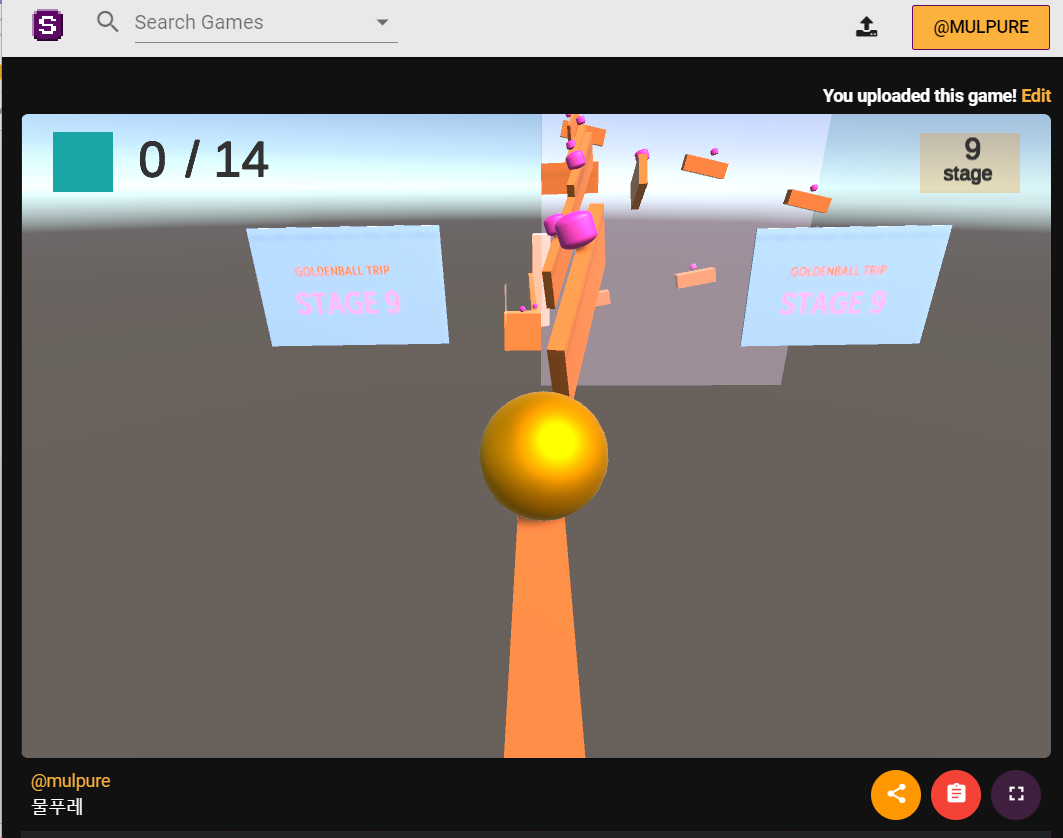 S
Search Games
@MULPURE
You uploaded this game! Edit
0 / 14
9
stage
GOLDENBALL TRIP
STAGE 9
GOLDENBALL TRIP
STAGE 9
@mulpure
물푸레